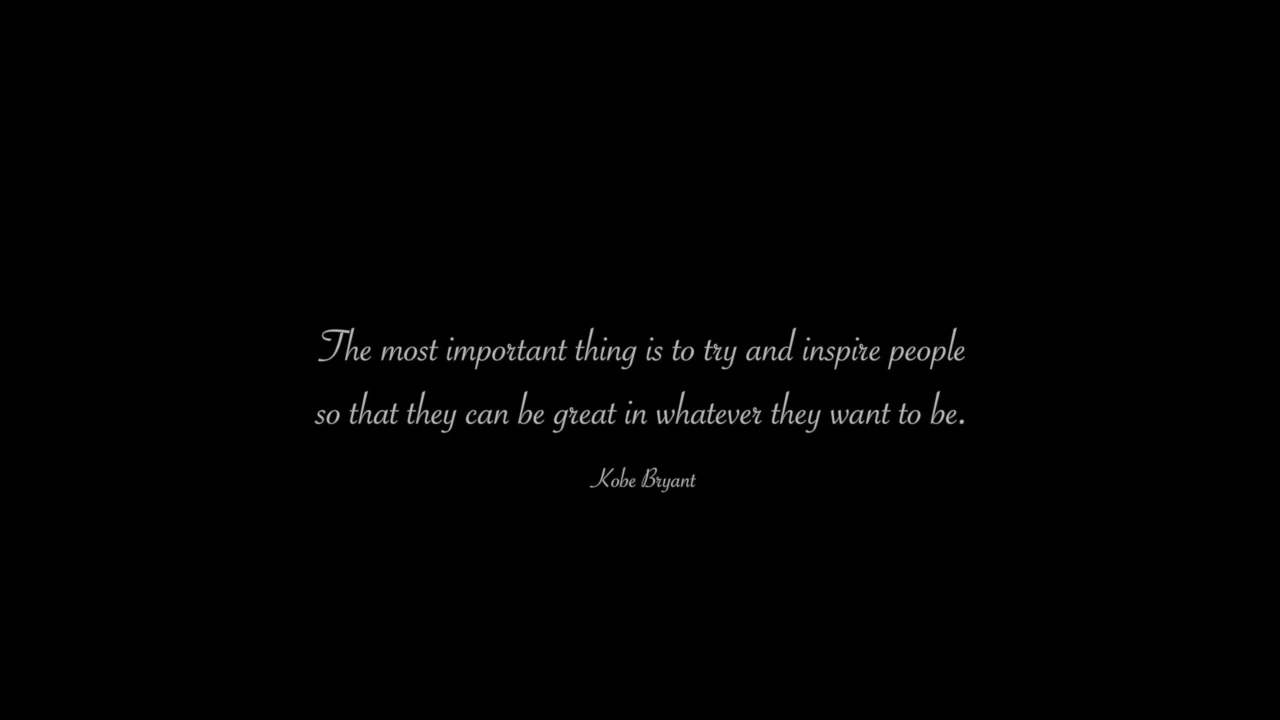 The most important thing is to try and inspire people
so that they can be great in whatever they want to be.
Kobe Bryant